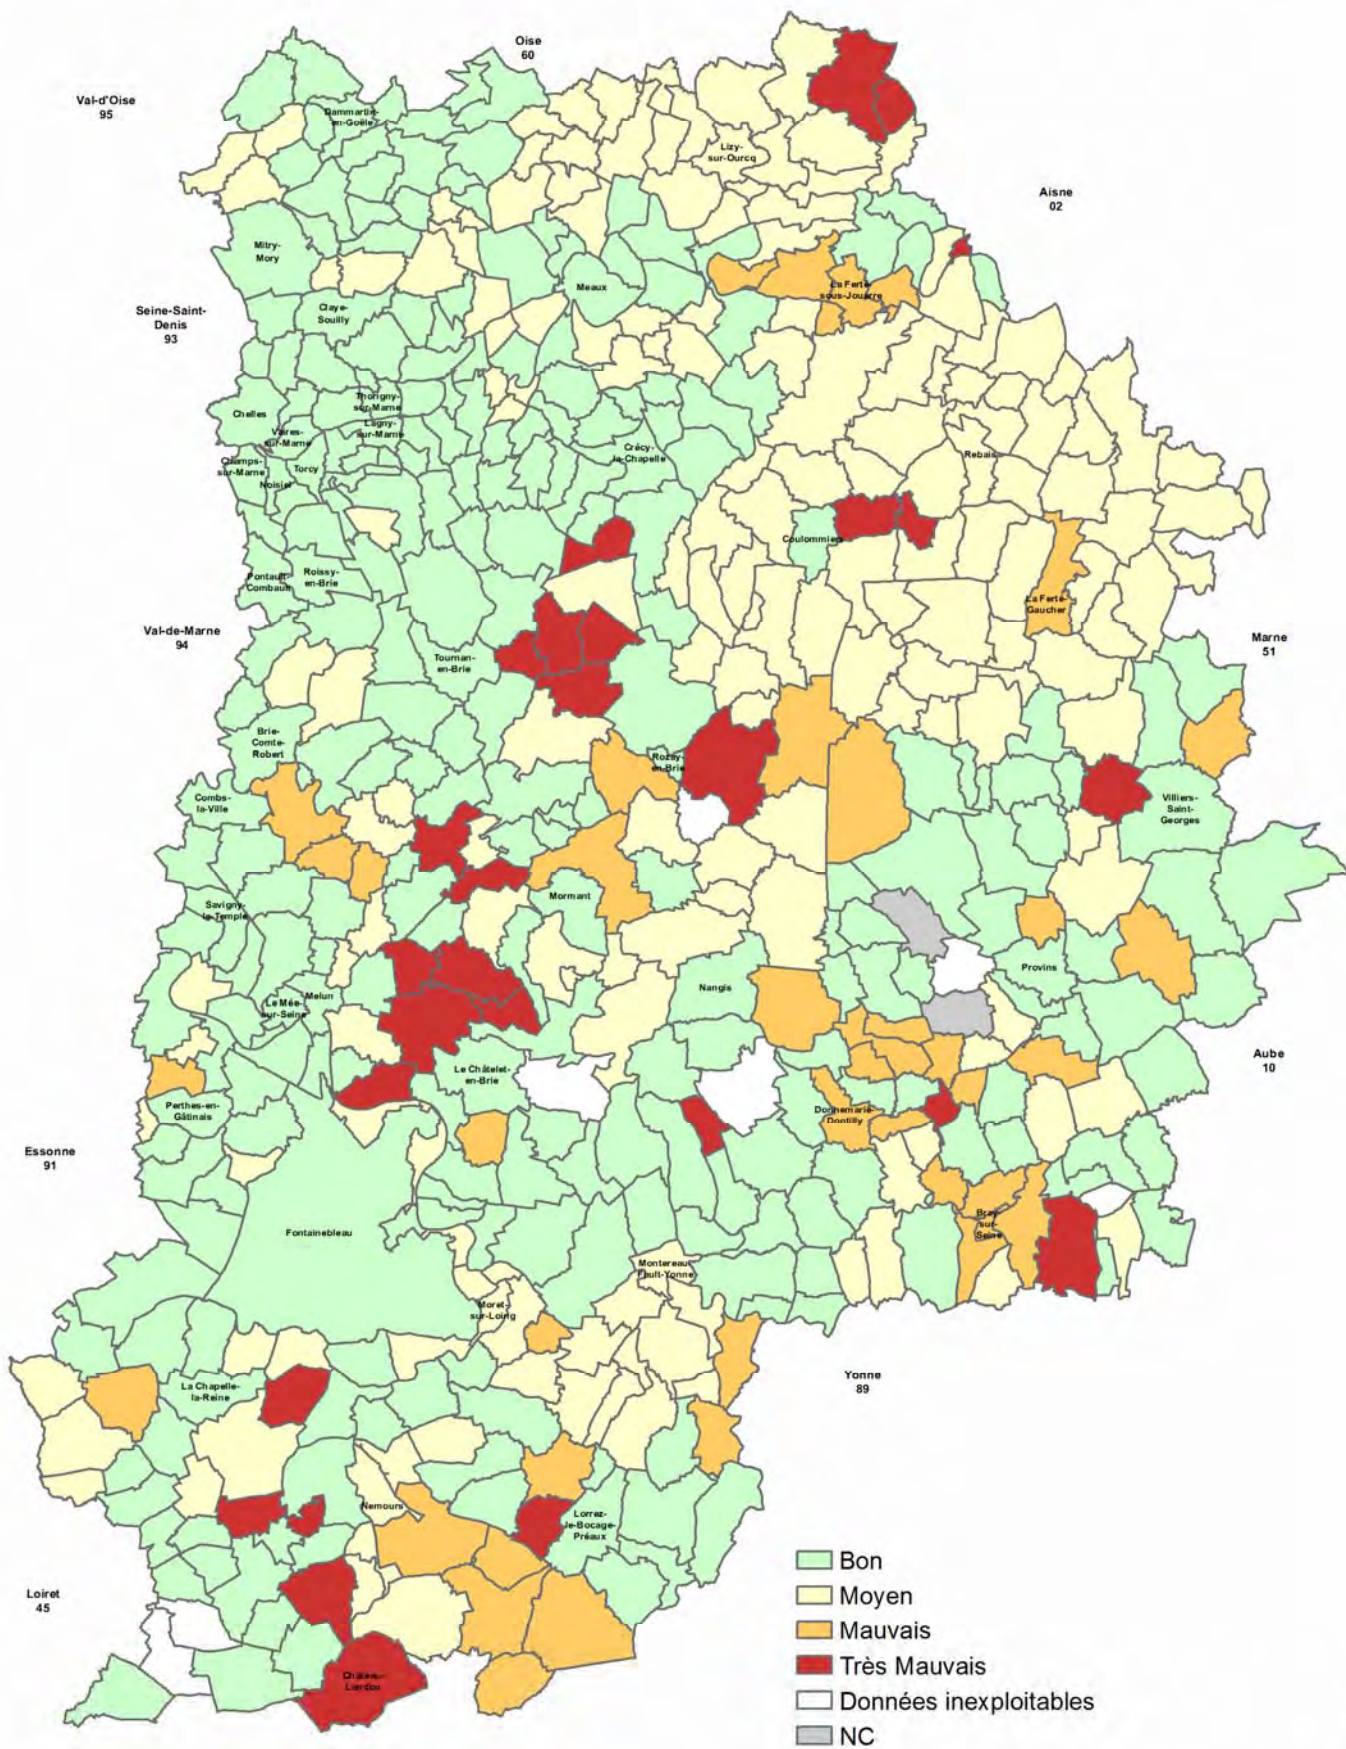 Oise
60
Val-d'Oise
95
Dammartin-
en-Goële
Lizy-
sur-Ourcq
Aisne
02
Mitry-
Mory
Meaux
La Ferté-
sous-Jouarre
Seine-Saint-
Denis
93
Claye-
Souilly
Thorigny-
sur-Marne
Chelles
Lagny-
sur-Marne
Vaires-
sur-Marne
Crécy-
la-Chapelle
Rebais
Champs-
sur-Marne
Torcy
Noisiel
Coulommiers
Pontault-
Combault
Roissy-
en-Brie
La Ferté-
Gaucher
Val-de-Marne
94
Marne
51
Tournan-
en-Brie
Brie-
Comte-
Robert
Rozay-
en-Brie
Combs-
la-Ville
Villiers-
Saint-
Georges
Mormant
Savigny-
le-Temple
Provins
Nangis
Melun
Le Mée-
sur-Seine
Aube
10
Le Châtelet-
en-Brie
Perthes-en-
Gâtinais
Donnemarie-
Dontilly
Essonne
91
Bray-
sur-
Seine
Fontainebleau
Montereau-
Fault-Yonne
Moret-
sur-Loing
Yonne
89
La Chapelle-
la-Reine
Nemours
Lorrez-
le-Bocage-
Préaux
Loiret
45
Château-
Landon
Bon
Moyen
Mauvais
Très Mauvais
Données inexploitables
NC